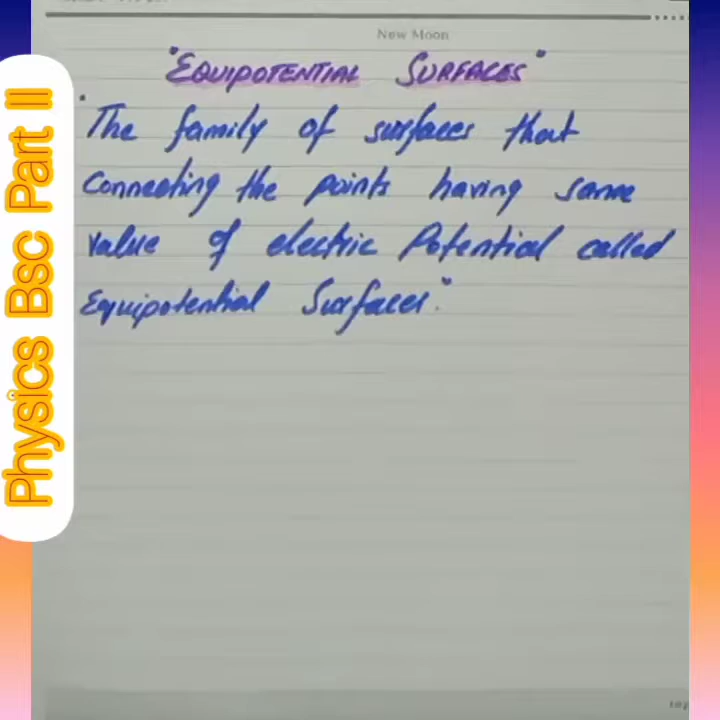 New Moon
"EQUIPOTENTIAL SURFACES"
"The family of surfaces that
connecting the points having same
value of electric Potential called
Equipotential Surfaces."
Physics Bsc Part II